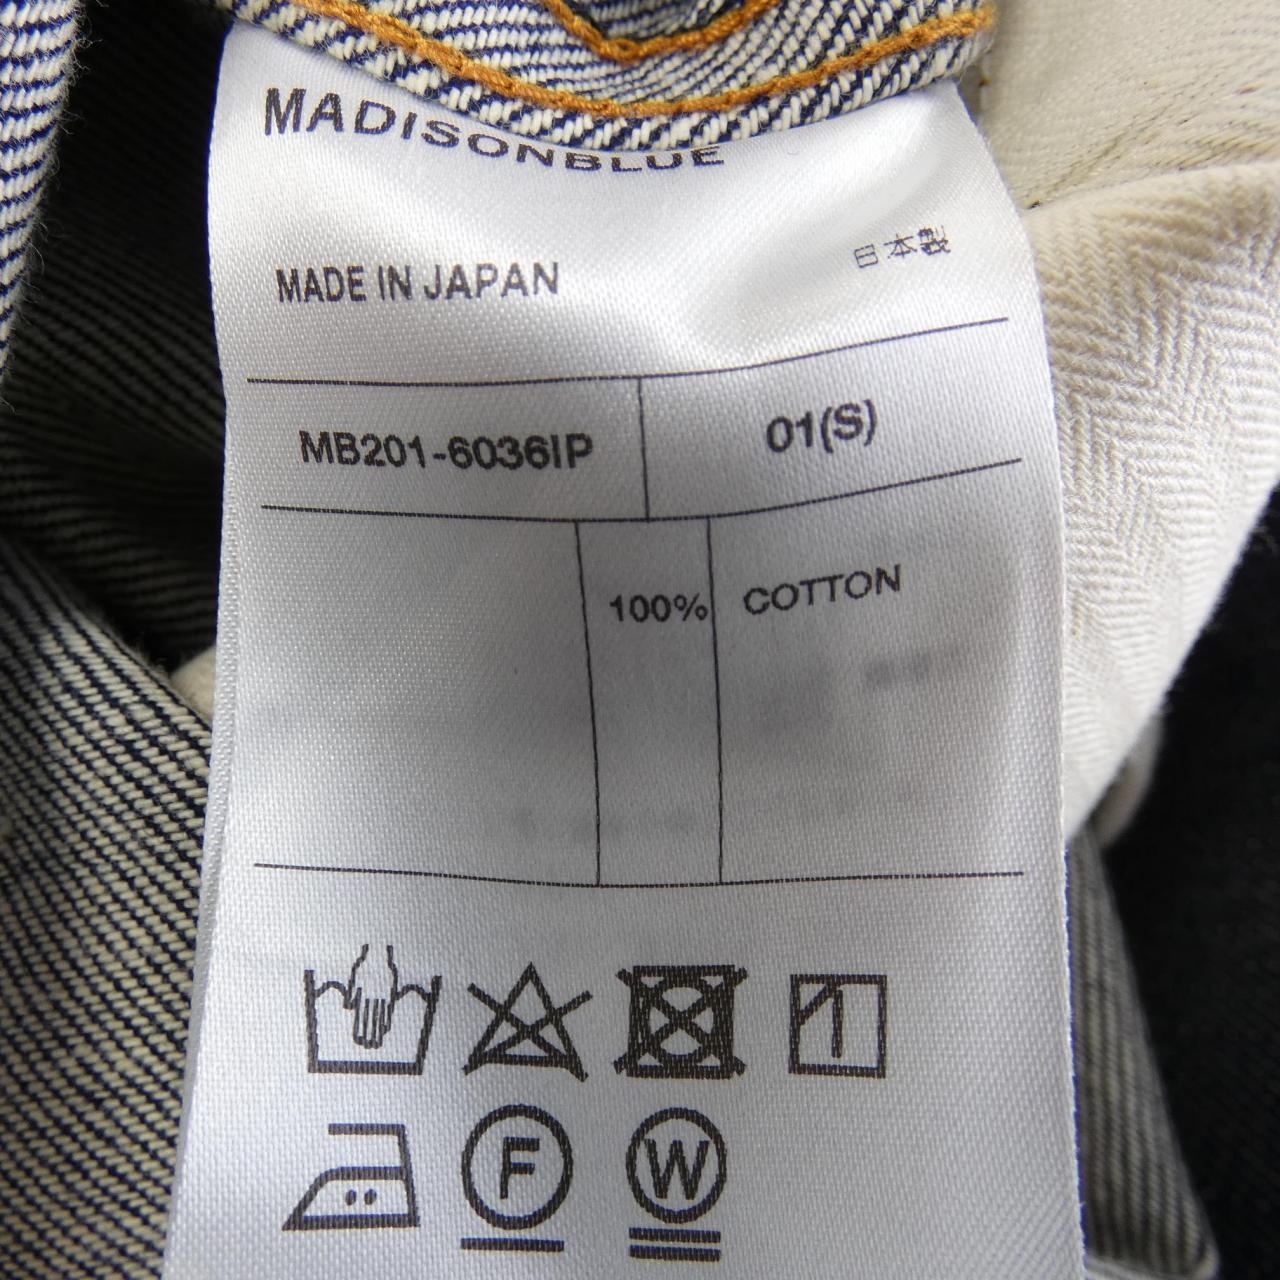 MADISONBLUE
MADE IN JAPAN 日本製
MB201-6036IP 01(S)
100% COTTON
F W